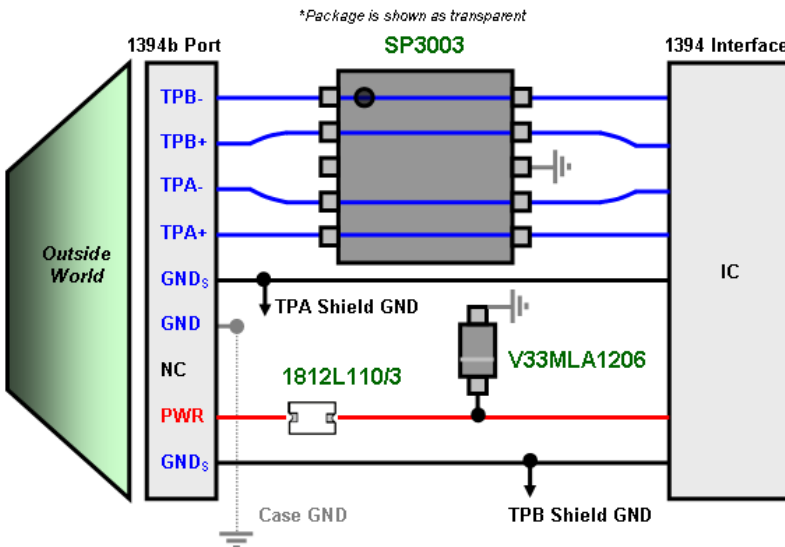 *Package is shown as transparent
1394b Port
SP3003
1394 Interface
TPB-
TPB+
TPA-
TPA+
GNDs
GND
NC
PWR
GNDs
Outside
World
TPA Shield GND
1812L110/3
V33MLA1206
IC
Case GND
TPB Shield GND